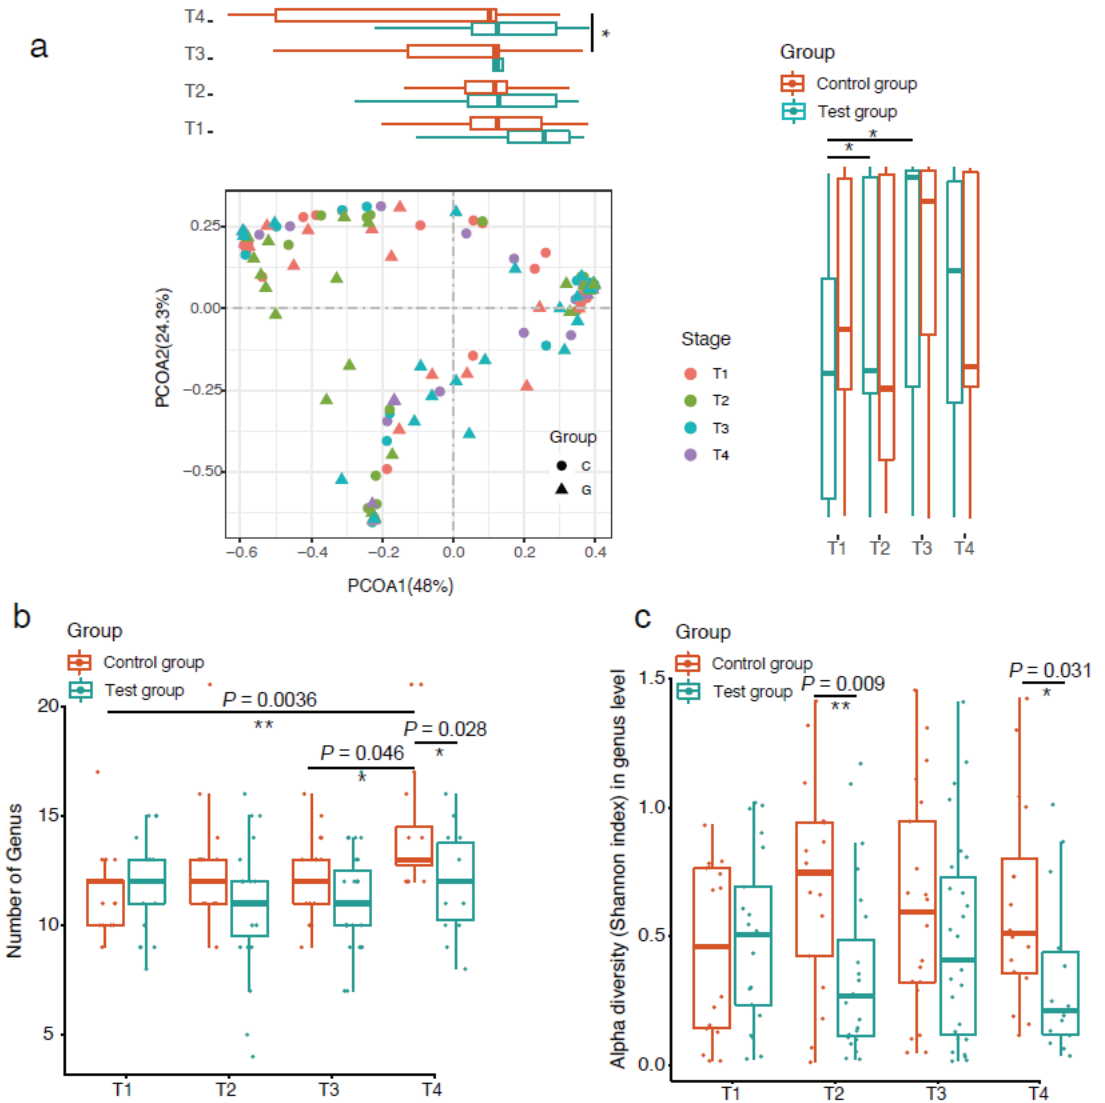 a
T4
T3
T2
T1
*
Group
Control group
Test group
*
*
0.25
0.00
−0.25
−0.50
PCOA2(24.3%)
−0.6
−0.4
−0.2
0.0
0.2
0.4
PCOA1(48%)
Group
C
G
Stage
T1
T2
T3
T4
T1
T2
T3
T4
b
Group
Control group
Test group
P = 0.0036
**
P = 0.028
*
P = 0.046
*
20
15
10
5
Number of Genus
T1
T2
T3
T4
c
Group
Control group
Test group
P = 0.009
**
P = 0.031
*
1.5
1.0
0.5
0.0
Alpha diversity (Shannon index) in genus level
T1
T2
T3
T4